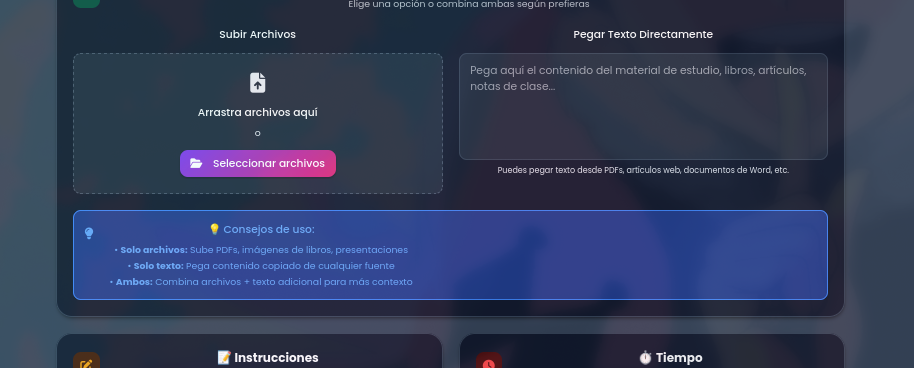 Elige una opción o combina ambas según prefieras
Subir Archivos
Arrastra archivos aquí
o
Seleccionar archivos
Pegar Texto Directamente
Pega aquí el contenido del material de estudio, libros, artículos,
notas de clase...
Puedes pegar texto desde PDFs, artículos web, documentos de Word, etc.
💡 Consejos de uso:
• Solo archivos: Sube PDFs, imágenes de libros, presentaciones
• Solo texto: Pega contenido copiado de cualquier fuente
• Ambos: Combina archivos + texto adicional para más contexto
📝 Instrucciones
⏱️ Tiempo